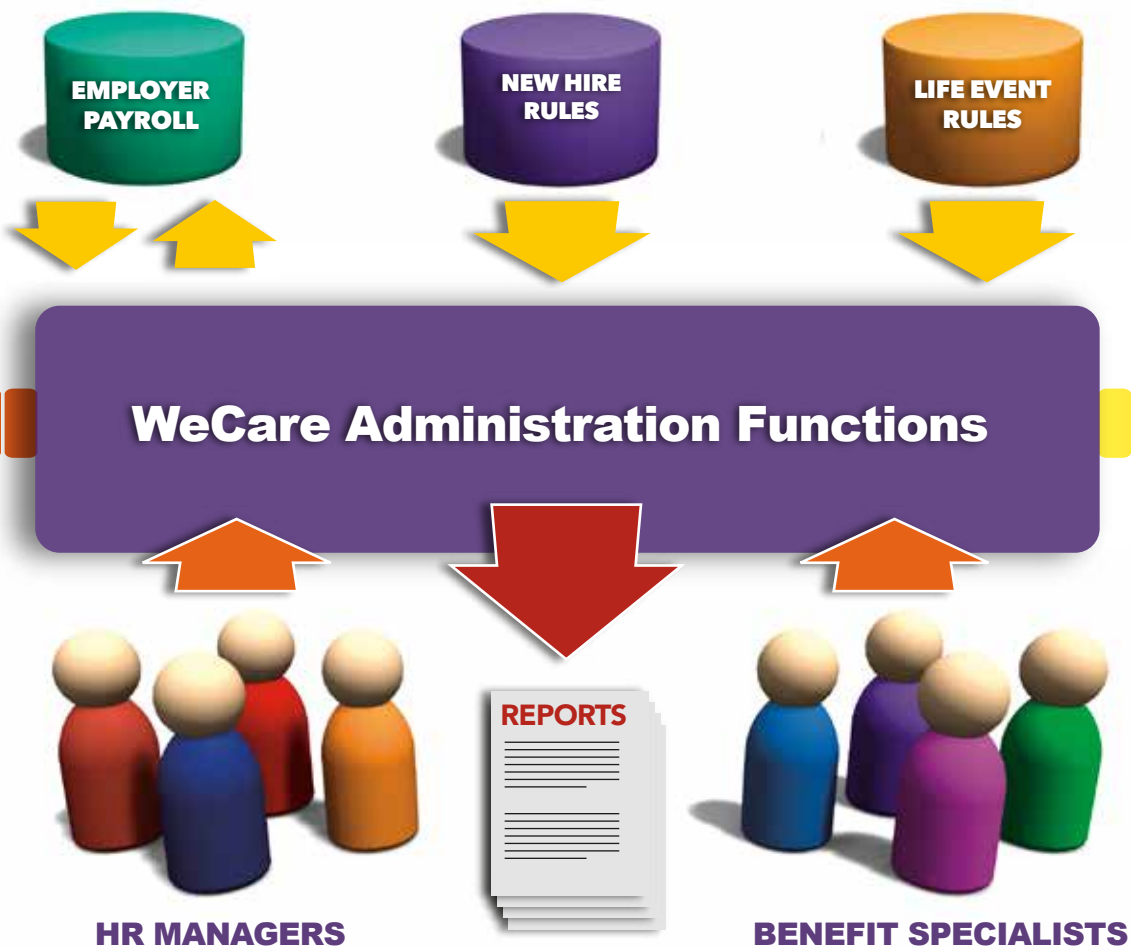 EMPLOYER
PAYROLL
NEW HIRE
RULES
LIFE EVENT
RULES
WeCare Administration Functions
REPORTS
HR MANAGERS
BENEFIT SPECIALISTS